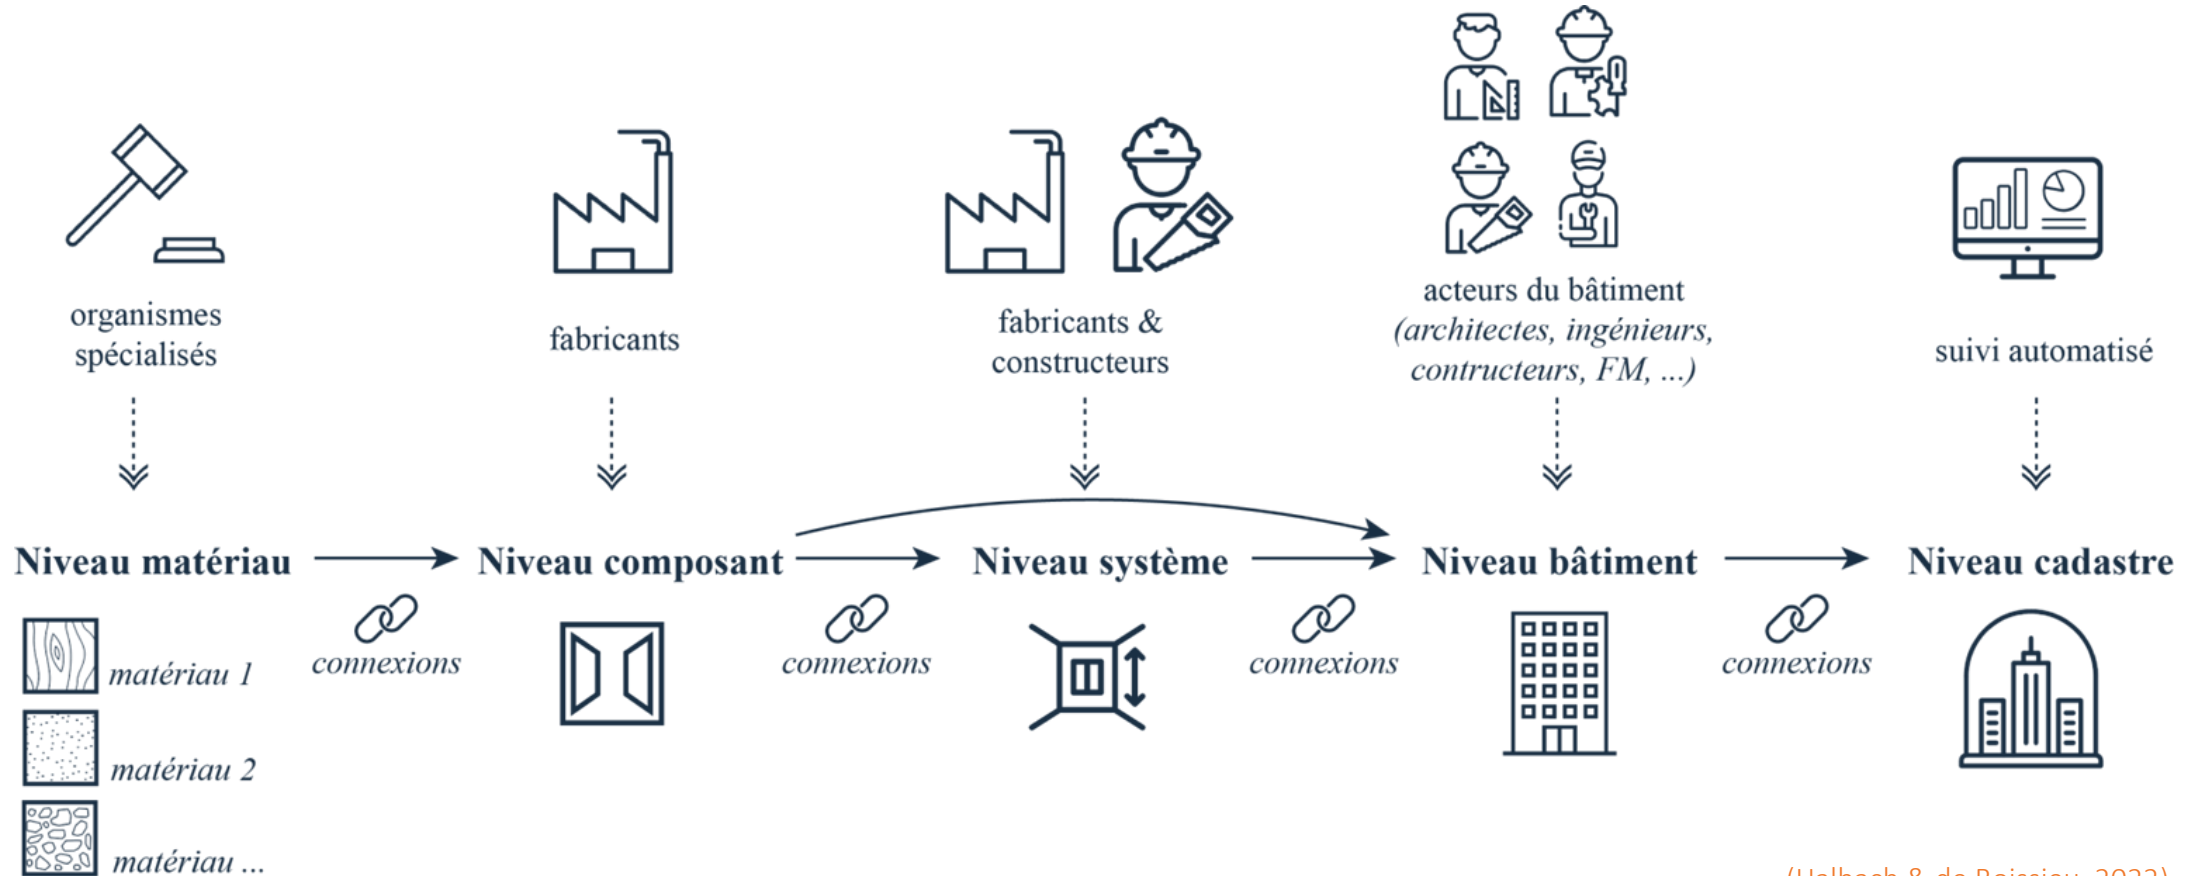 organismes
spécialisés
fabricants
fabricants &
constructeurs
acteurs du bâtiment
(architectes, ingénieurs,
contructeurs, FM, ...)
suivi automatisé
Niveau matériau
Niveau composant
Niveau système
Niveau bâtiment
Niveau cadastre
connexions
connexions
connexions
connexions
matériau 1
matériau 2
matériau ...